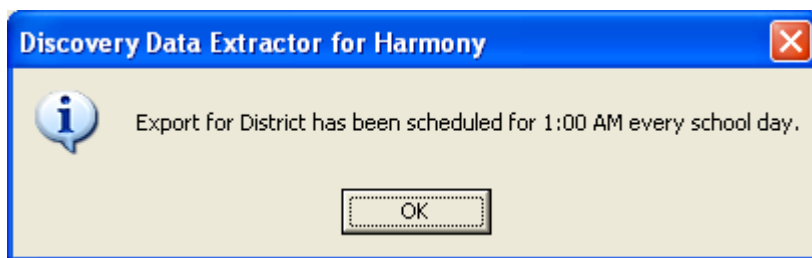 Discovery Data Extractor for Harmony
Export for District has been scheduled for 1:00 AM every school day.
OK